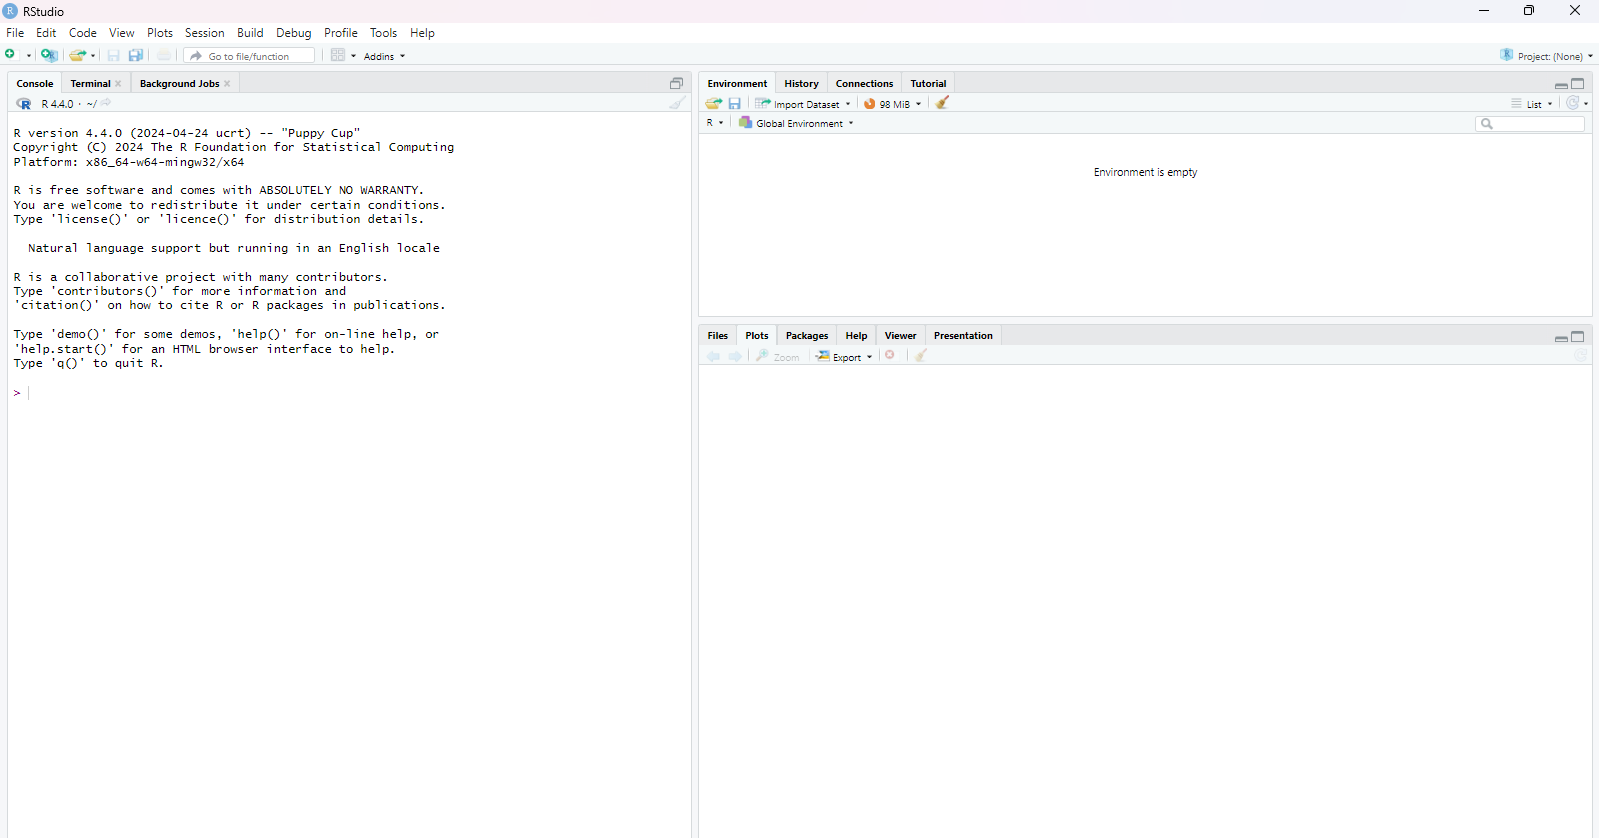 RStudio
File Edit Code View Plots Session Build Debug Profile Tools Help
Go to file/function Addins Project: (None)
Console Terminal Background Jobs
R 4.4.0 · ~/
R version 4.4.0 (2024-04-24 ucrt) -- "Puppy Cup"
Copyright (C) 2024 The R Foundation for Statistical Computing
Platform: x86_64-w64-mingw32/x64
R is free software and comes with ABSOLUTELY NO WARRANTY.
You are welcome to redistribute it under certain conditions.
Type 'license()' or 'licence()' for distribution details.
Natural language support but running in an English locale
R is a collaborative project with many contributors.
Type 'contributors()' for more information and
'citation()' on how to cite R or R packages in publications.
Type 'demo()' for some demos, 'help()' for on-line help, or
'help.start()' for an HTML browser interface to help.
Type 'q()' to quit R.
>
Environment History Connections Tutorial
Import Dataset 98 MiB List
R Global Environment
Environment is empty
Files Plots Packages Help Viewer Presentation
Zoom Export